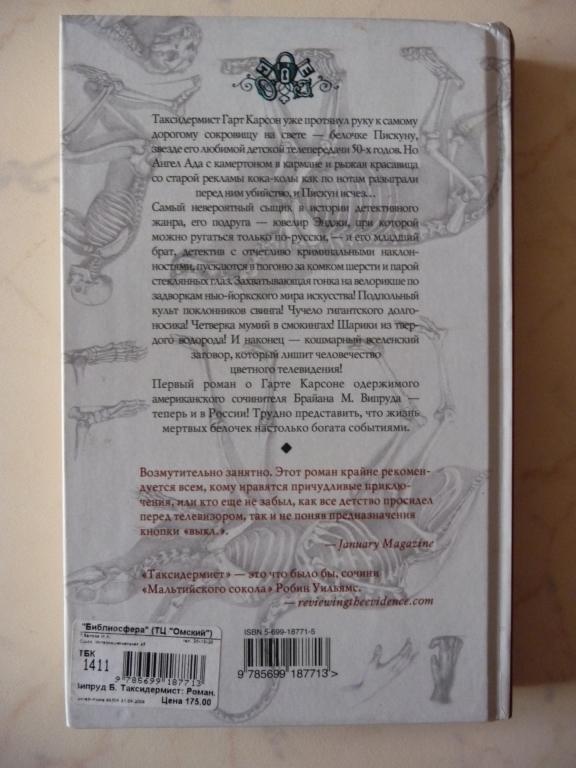 Таксидермист Гарт Карсон уже протянул руку к самому
дорогому сокровищу на свете — белочке Пискуну,
звезде его любимой детской телепередачи 50-х годов. Но
Ангел Ада с камертоном в кармане и рыжая красавица
со старой рекламы кока-колы как по нотам разыграли
перед ним убийство, и Пискун исчез...
Самый невероятный сыщик в истории детективного
жанра, его подруга — ювелир Энджи, при которой
можно ругаться только по-русски, — и его младший
брат, детектив с отчетливо криминальными наклон-
ностями, пускаются в погоню за комком шерсти и парой
стеклянных глаз. Захватывающая гонка на велорикше по
задворкам нью-йоркского мира искусства! Подпольный
культ поклонников свинга! Чучело гигантского долго-
носика! Четверка мумий в смокингах! Шарики из твер-
дого водорода! И наконец — кошмарный вселенский
заговор, который лишит человечество
цветного телевидения!
Первый роман о Гарте Карсоне одержимого
американского сочинителя Брайана М. Випруда —
теперь и в России! Трудно представить, что жизнь
мертвых белочек настолько богата событиями.
Возмутительно занятно. Этот роман крайне рекомен-
дуется всем, кому нравятся причудливые приклю-
чения, или кто еще не забыл, как все детство просидел
перед телевизором, так и не поняв предназначения
кнопки «выкл.».
— January Magazine
«Таксидермист» — это что было бы, сочини
«Мальтийского сокола» Робин Уильямс.
— reviewingtheevidence.com
ISBN 5-699-18771-5
9 785699 187713 >
"Библиосфера" (ТЦ "Омский")
ТБК
1411
9 785699 187713
Випруд Б. Таксидермист: Роман.
Цена 175,00